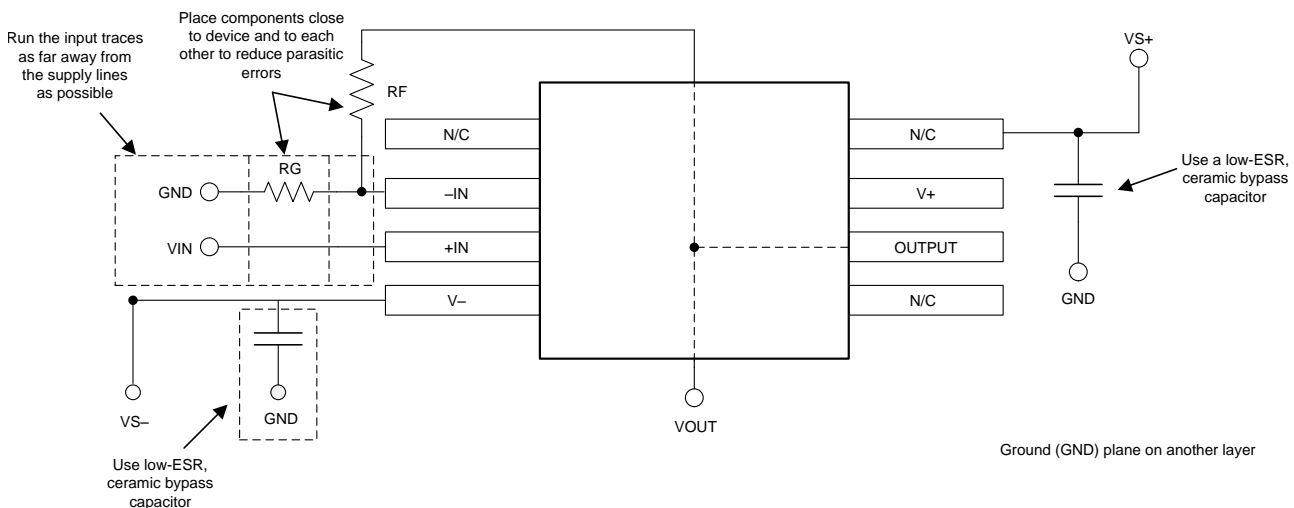 Place components close
to device and to each
other to reduce parasitic
errors
Run the input traces
as far away from
the supply lines
as possible
VS+
RF
N/C
N/C
Use a low-ESR,
ceramic bypass
capacitor
RG
GND
–IN
V+
VIN
+IN
OUTPUT
V–
N/C
GND
VS–
GND
VOUT
Use low-ESR,
ceramic bypass
capacitor
Ground (GND) plane on another layer